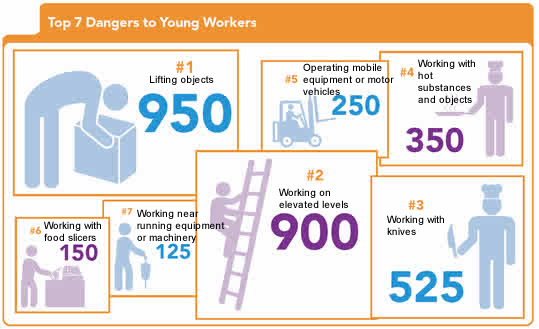 Top 7 Dangers to Young Workers
#1
Lifting objects
950
#5
Operating mobile
equipment or motor
vehicles
250
#4
Working with
hot
substances
and objects
350
#2
Working on
elevated levels
900
#3
Working with
knives
525
#6
Working with
food slicers
150
#7
Working near
running equipment
or machinery
125